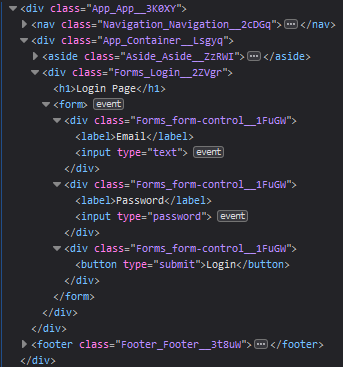 <div class="App_App__3K0XY">
<nav class="Navigation_Navigation__2cDGq">…</nav>
<div class="App_Container__Lsgyq">
<aside class="Aside_Aside__ZzRWI">…</aside>
<div class="Forms_Login__2ZVgr">
<h1>Login Page</h1>
<form> event
<div class="Forms_form-control__1FuGW">
<label>Email</label>
<input type="text"> event
</div>
<div class="Forms_form-control__1FuGW">
<label>Password</label>
<input type="password"> event
</div>
<div class="Forms_form-control__1FuGW">
<button type="submit">Login</button>
</div>
</form>
</div>
</div>
<footer class="Footer_Footer__3t8uW">…</footer>
</div>